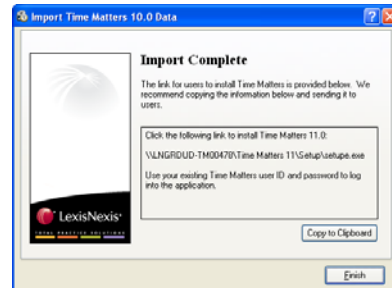 Import Time Matters 10.0 Data
Import Complete
The link for users to install Time Matters is provided below. We
recommend copying the information below and sending it to
users.
Click the following link to install Time Matters 11.0:
\\LNGRDUD-TM00470\Time Matters 11\Setup\setupe.exe
Use your existing Time Matters user ID and password to log
into the application.
LexisNexis®
TOTAL PRACTICE SOLUTIONS
Copy to Clipboard
Finish